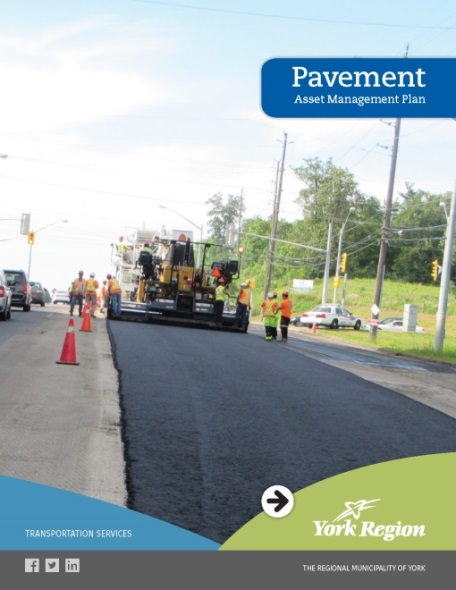 Pavement
Asset Management Plan
TRANSPORTATION SERVICES
York Region
THE REGIONAL MUNICIPALITY OF YORK